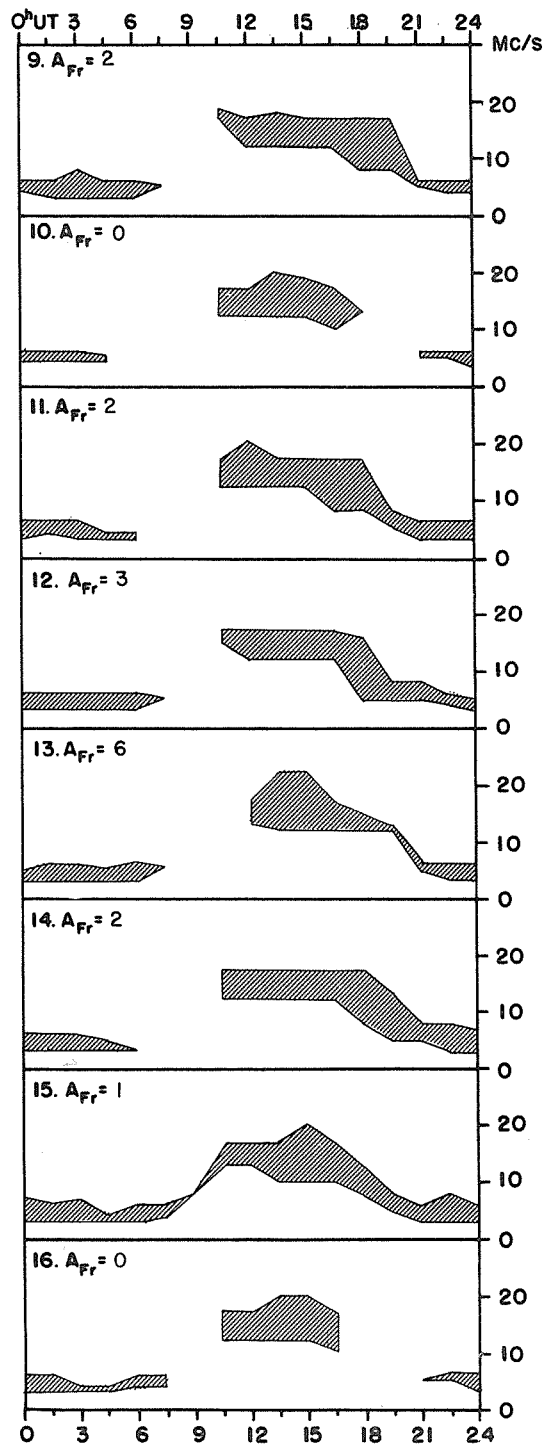 0ʰUT 3 6 9 12 15 18 21 24
MC/S
9. A_Fr = 2
20
10
0
10. A_Fr = 0
20
10
0
11. A_Fr = 2
20
10
0
12. A_Fr = 3
20
10
0
13. A_Fr = 6
20
10
0
14. A_Fr = 2
20
10
0
15. A_Fr = 1
20
10
0
16. A_Fr = 0
20
10
0
0 3 6 9 12 15 18 21 24